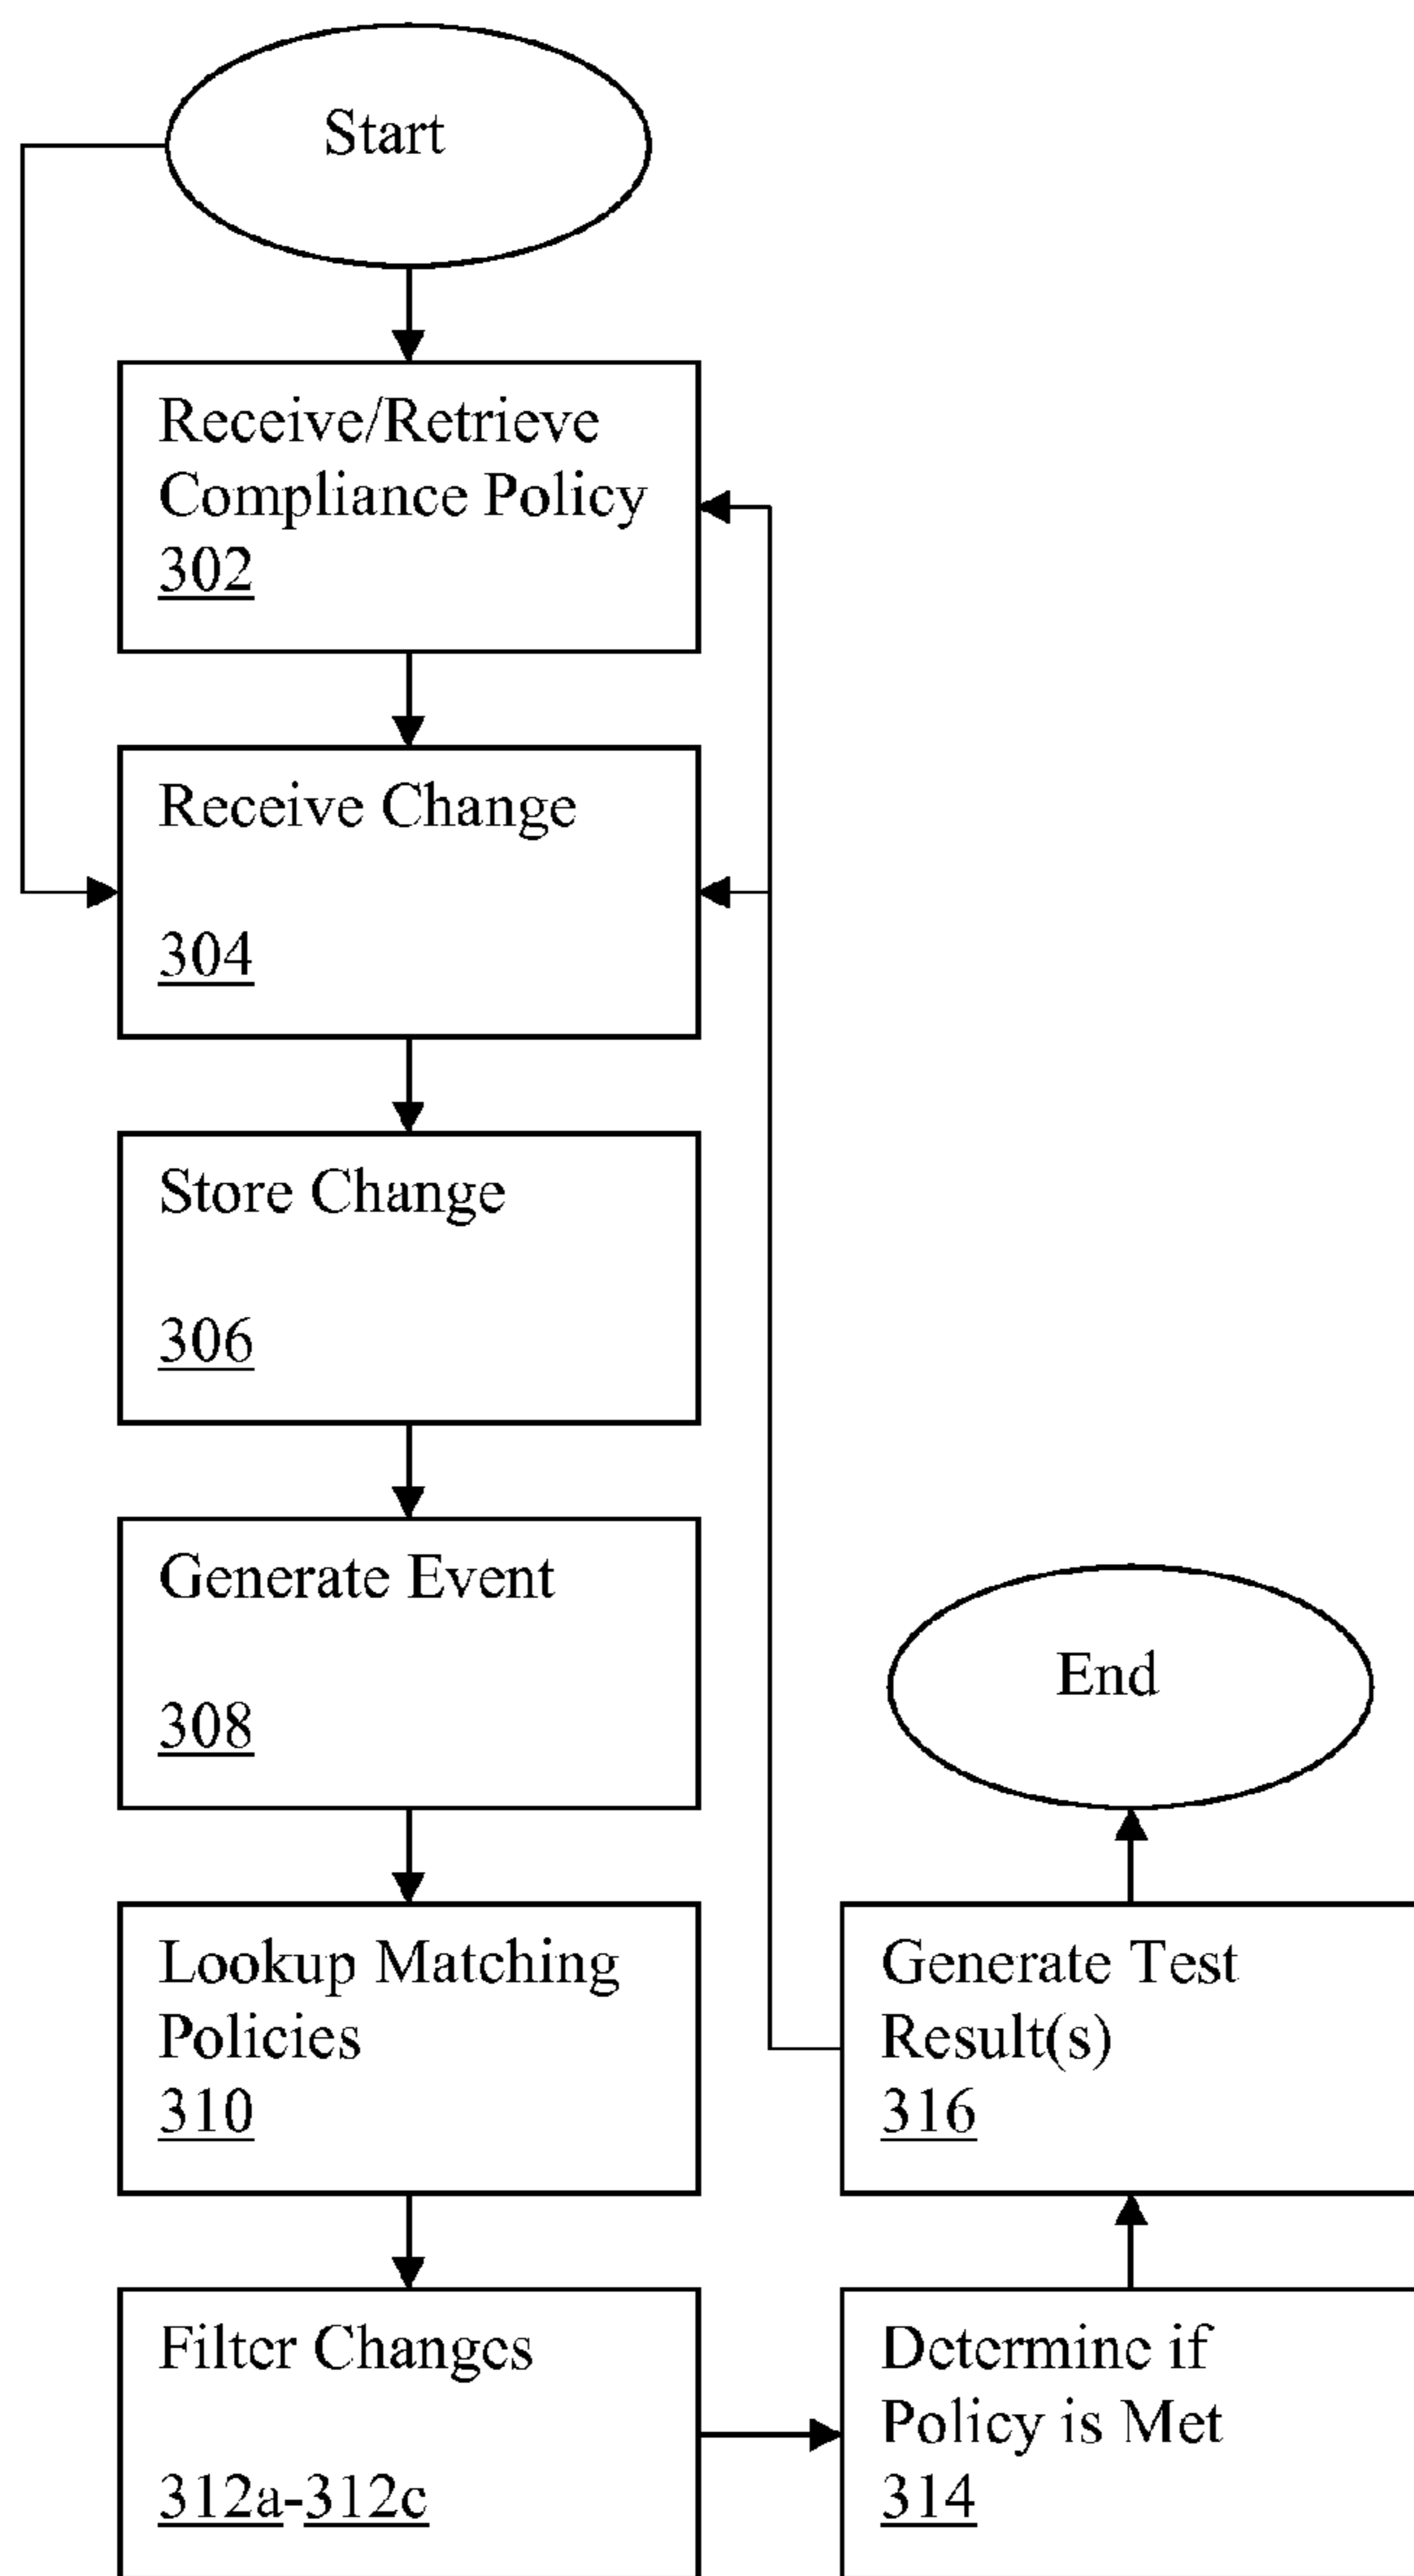 Start
Receive/Retrieve
Compliance Policy
302
Receive Change
304
Store Change
306
Generate Event
308
Lookup Matching
Policies
310
Filter Changes
312a-312c
Determine if
Policy is Met
314
Generate Test
Result(s)
316
End